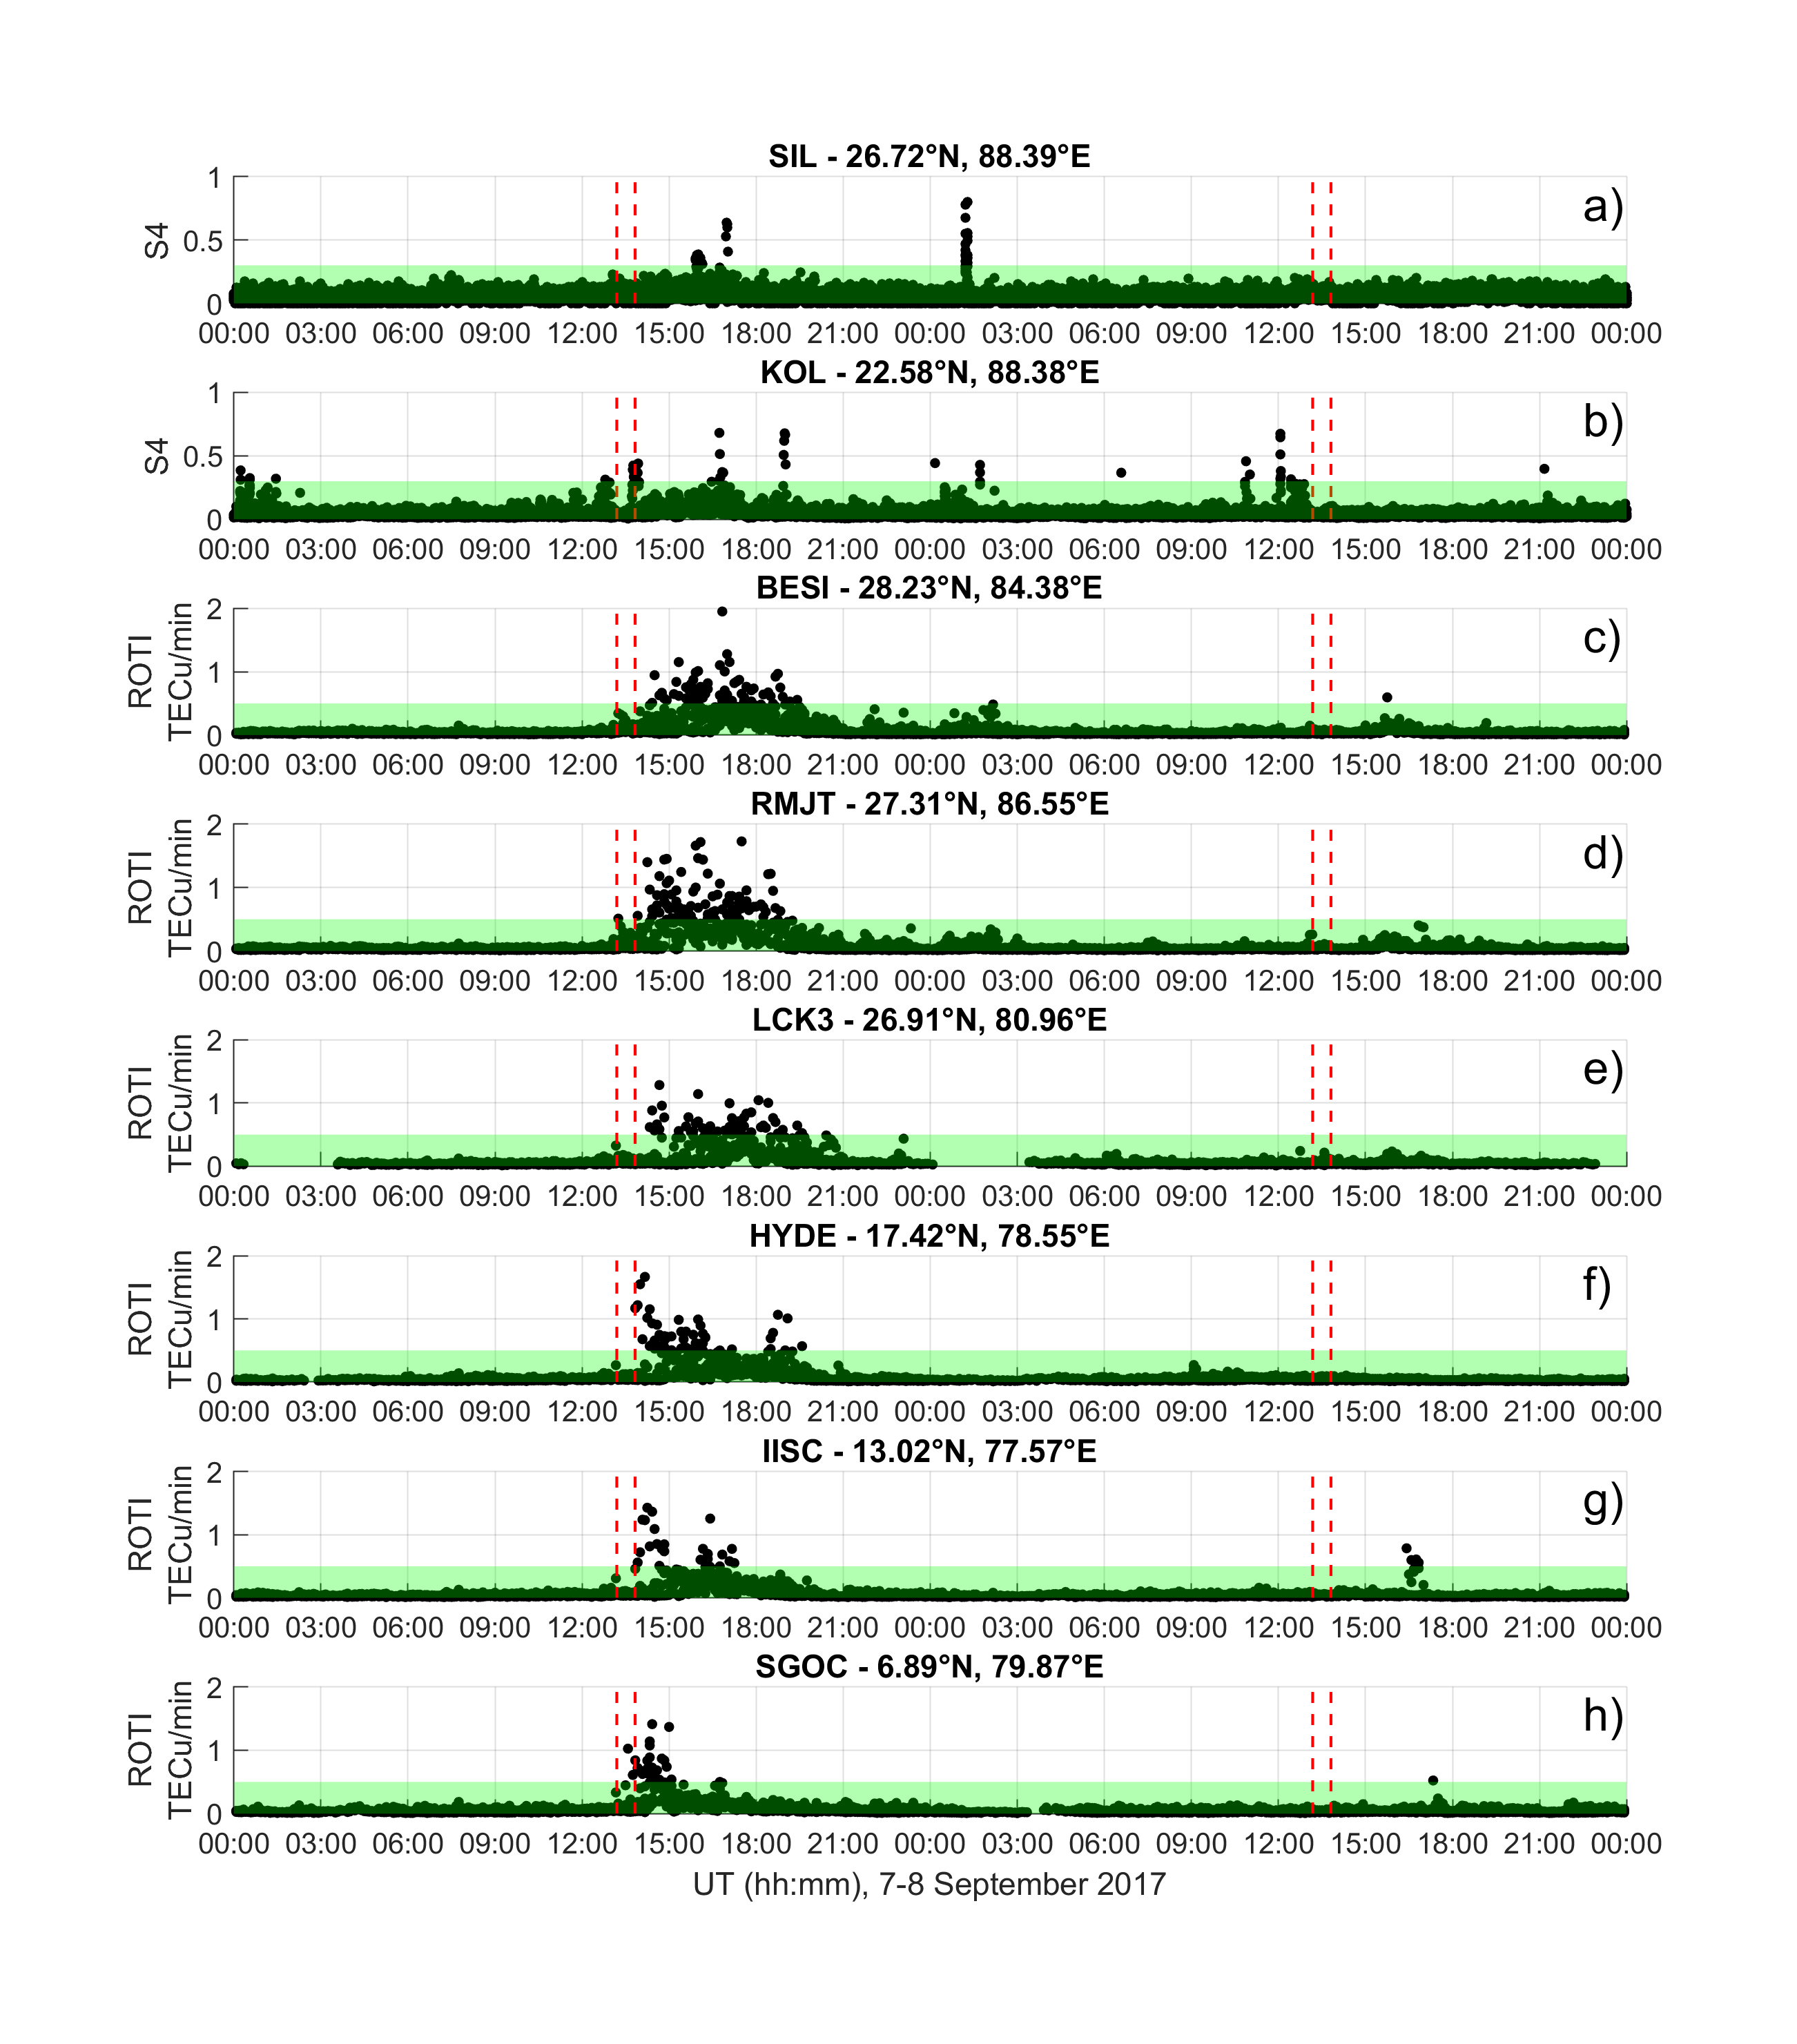 SIL - 26.72°N, 88.39°E
1
0.5
0
S4
a)
00:00 03:00 06:00 09:00 12:00 15:00 18:00 21:00 00:00 03:00 06:00 09:00 12:00 15:00 18:00 21:00 00:00
KOL - 22.58°N, 88.38°E
1
0.5
0
S4
b)
00:00 03:00 06:00 09:00 12:00 15:00 18:00 21:00 00:00 03:00 06:00 09:00 12:00 15:00 18:00 21:00 00:00
BESI - 28.23°N, 84.38°E
2
1
0
ROTI
TECu/min
c)
00:00 03:00 06:00 09:00 12:00 15:00 18:00 21:00 00:00 03:00 06:00 09:00 12:00 15:00 18:00 21:00 00:00
RMJT - 27.31°N, 86.55°E
2
1
0
ROTI
TECu/min
d)
00:00 03:00 06:00 09:00 12:00 15:00 18:00 21:00 00:00 03:00 06:00 09:00 12:00 15:00 18:00 21:00 00:00
LCK3 - 26.91°N, 80.96°E
2
1
0
ROTI
TECu/min
e)
00:00 03:00 06:00 09:00 12:00 15:00 18:00 21:00 00:00 03:00 06:00 09:00 12:00 15:00 18:00 21:00 00:00
HYDE - 17.42°N, 78.55°E
2
1
0
ROTI
TECu/min
f)
00:00 03:00 06:00 09:00 12:00 15:00 18:00 21:00 00:00 03:00 06:00 09:00 12:00 15:00 18:00 21:00 00:00
IISC - 13.02°N, 77.57°E
2
1
0
ROTI
TECu/min
g)
00:00 03:00 06:00 09:00 12:00 15:00 18:00 21:00 00:00 03:00 06:00 09:00 12:00 15:00 18:00 21:00 00:00
SGOC - 6.89°N, 79.87°E
2
1
0
ROTI
TECu/min
h)
00:00 03:00 06:00 09:00 12:00 15:00 18:00 21:00 00:00 03:00 06:00 09:00 12:00 15:00 18:00 21:00 00:00
UT (hh:mm), 7-8 September 2017